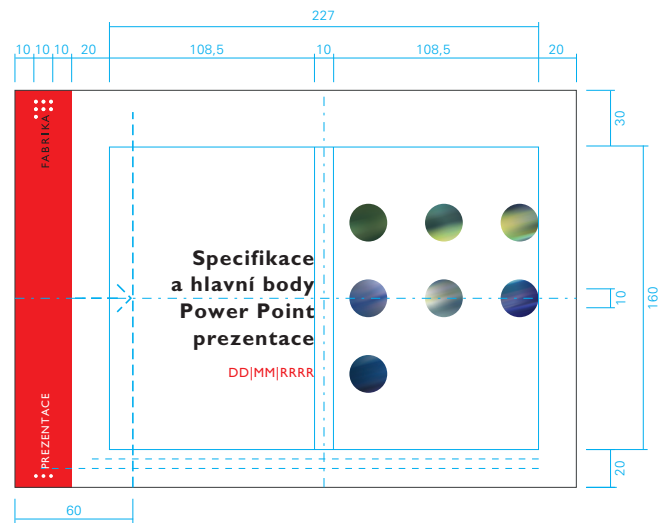 227
10 10 10 20 108,5 10 108,5 20
FABRIKA
30
Specifikace
a hlavní body
Power Point
prezentace
DD|MM|RRRR
10
160
PREZENTACE
20
60